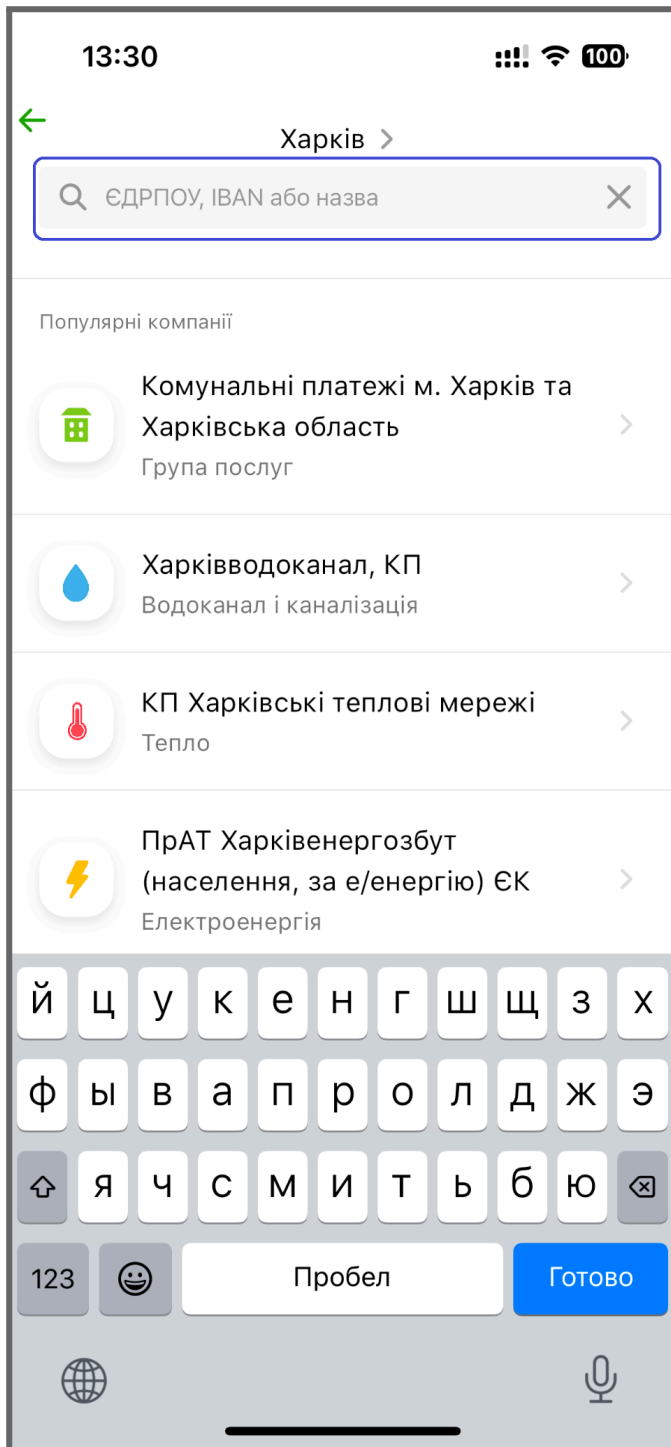 13:30
100
Харків
ЄДРПОУ, IBAN або назва
Популярні компанії
Комунальні платежі м. Харків та
Харківська область
Група послуг
Харківводоканал, КП
Водоканал і каналізація
КП Харківські теплові мережі
Тепло
ПрАТ Харківенергозбут
(населення, за е/енергію) ЄК
Електроенергія
й ц у к е н г ш щ з х
ф ы в а п р о л д ж э
я ч с м и т ь б ю
123 Пробел Готово